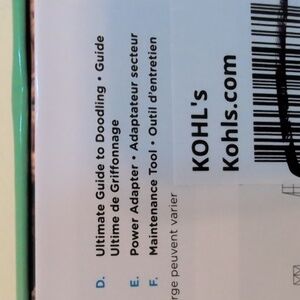 D. Ultimate Guide to Doodling • Guide
Ultime de Griffonnage
E. Power Adapter • Adaptateur secteur
F. Maintenance Tool • Outil d'entretien
rge peuvent varier
KOHL's
Kohls.com